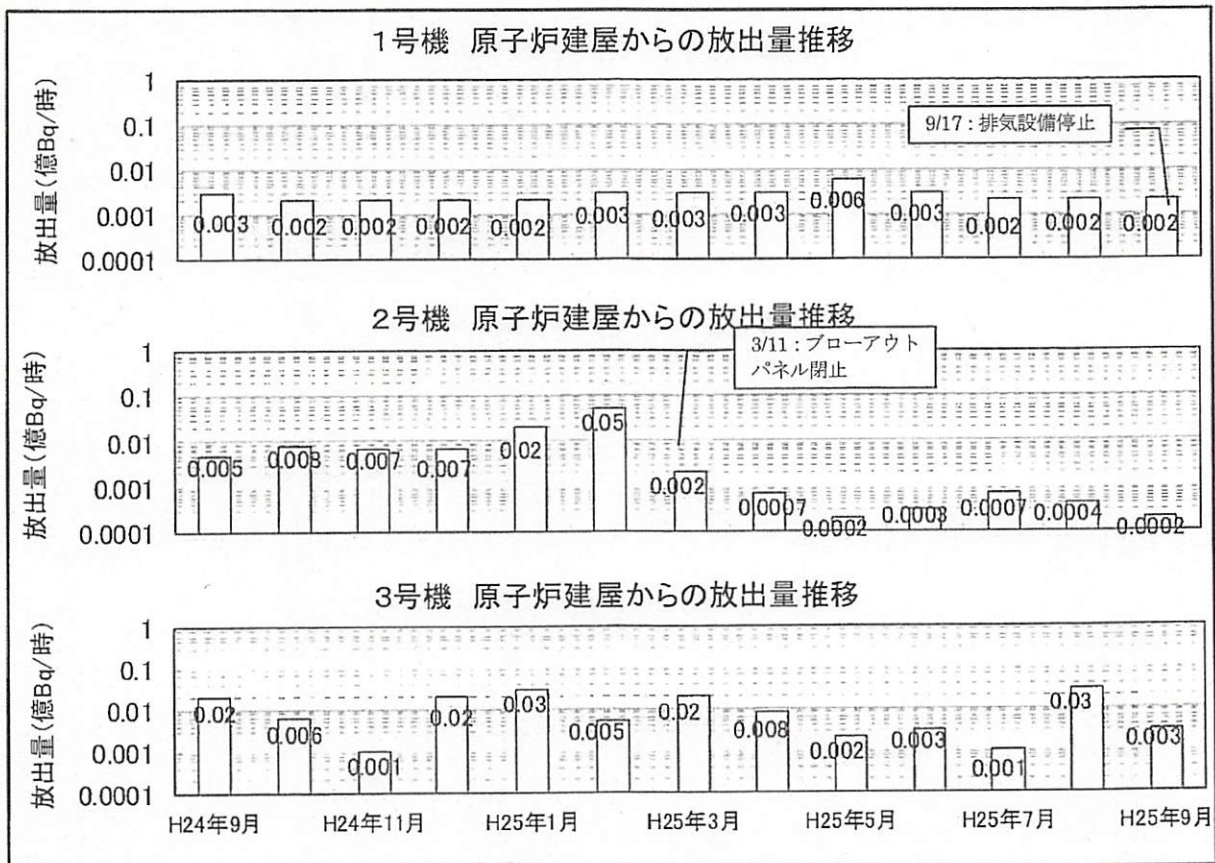 1号機 原子炉建屋からの放出量推移
放出量(億Bq/時)
1
0.1
0.01
0.001
0.0001
9/17:排気設備停止
0.003 0.002 0.002 0.002 0.002 0.003 0.003 0.003 0.006 0.003 0.002 0.002 0.002
2号機 原子炉建屋からの放出量推移
放出量(億Bq/時)
1
0.1
0.01
0.001
0.0001
3/11:ブローアウト
パネル閉止
0.005 0.008 0.007 0.007 0.02 0.05 0.002 0.0007 0.0002 0.0007 0.0004 0.0002
3号機 原子炉建屋からの放出量推移
放出量(億Bq/時)
1
0.1
0.01
0.001
0.0001
0.02 0.006 0.001 0.02 0.03 0.005 0.02 0.008 0.002 0.003 0.001 0.03 0.003
H24年9月 H24年11月 H25年1月 H25年3月 H25年5月 H25年7月 H25年9月